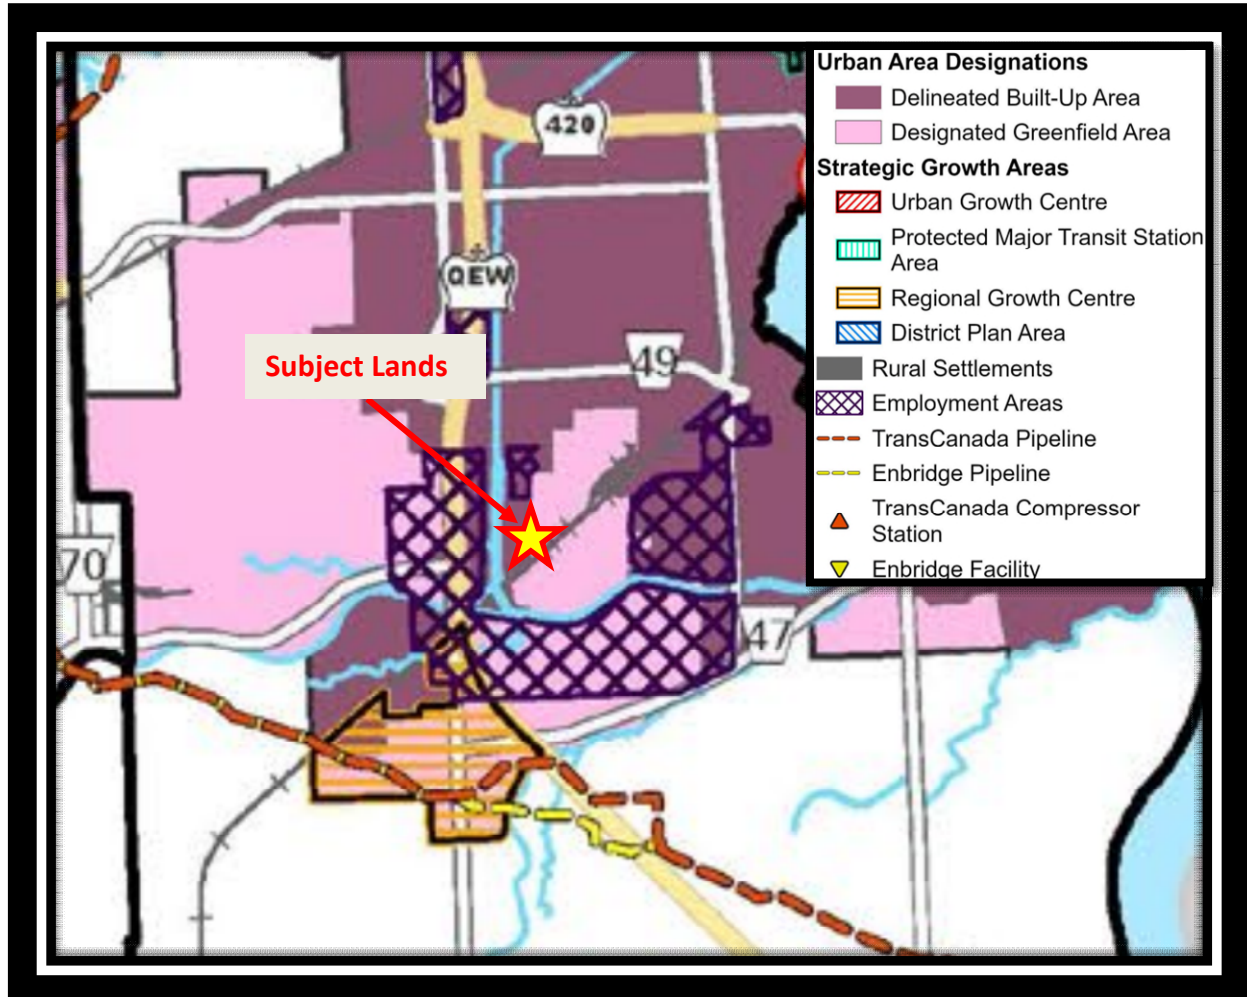 Urban Area Designations
Delineated Built-Up Area
Designated Greenfield Area
Strategic Growth Areas
Urban Growth Centre
Protected Major Transit Station
Area
Regional Growth Centre
District Plan Area
Rural Settlements
Employment Areas
TransCanada Pipeline
Enbridge Pipeline
TransCanada Compressor
Station
Enbridge Facility
420
QEW
Subject Lands
49
70
47